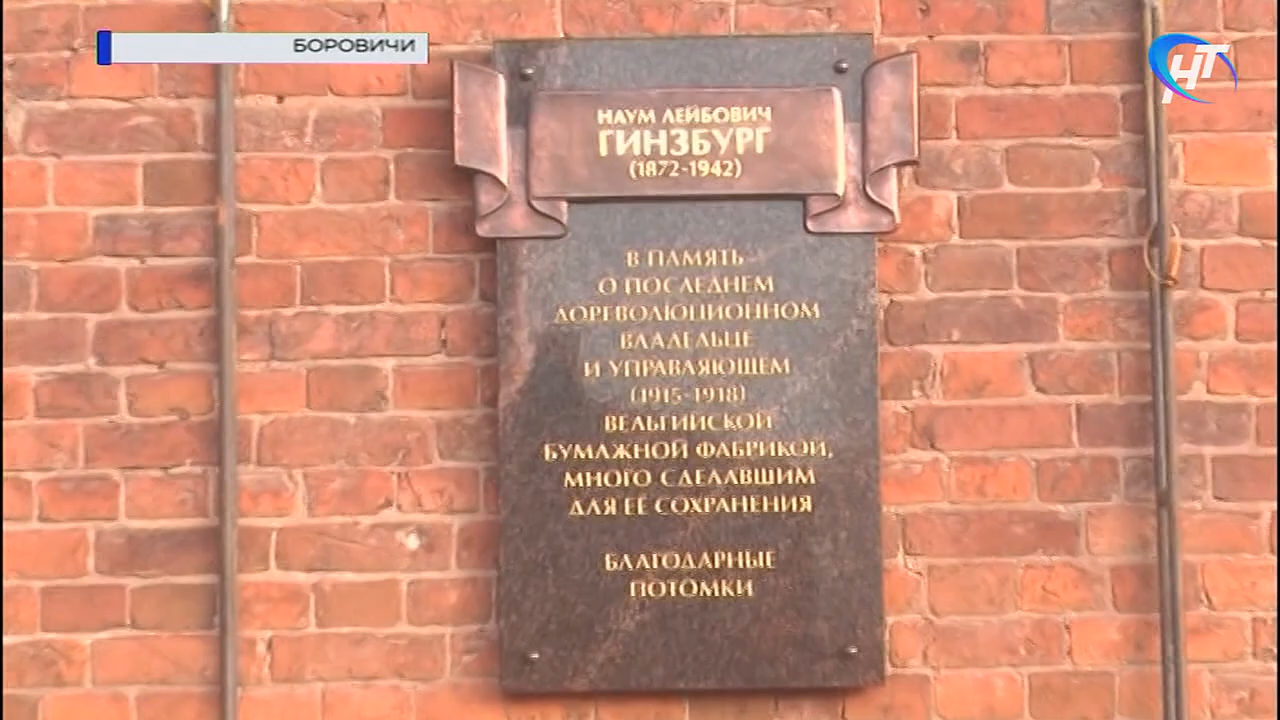 БОРОВИЧИ
НТ
НАУМ ЛЕЙБОВИЧ
ГИНЗБУРГ
(1872-1942)
В ПАМЯТЬ
О ПОСЛЕДНЕМ
ДОРЕВОЛЮЦИОННОМ
ВЛАДЕЛЬЦЕ
И УПРАВЛЯЮЩЕМ
(1915-1918)
ВЕЛЬГИЙСКОЙ
БУМАЖНОЙ ФАБРИКОЙ,
МНОГО СДЕЛАВШИМ
ДЛЯ ЕЁ СОХРАНЕНИЯ
БЛАГОДАРНЫЕ
ПОТОМКИ